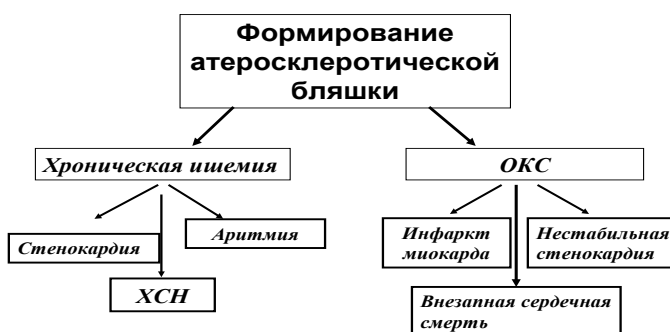 Формирование
атеросклеротической
бляшки
Хроническая ишемия
ОКС
Стенокардия
Аритмия
ХСН
Инфаркт
миокарда
Нестабильная
стенокардия
Внезапная сердечная
смерть